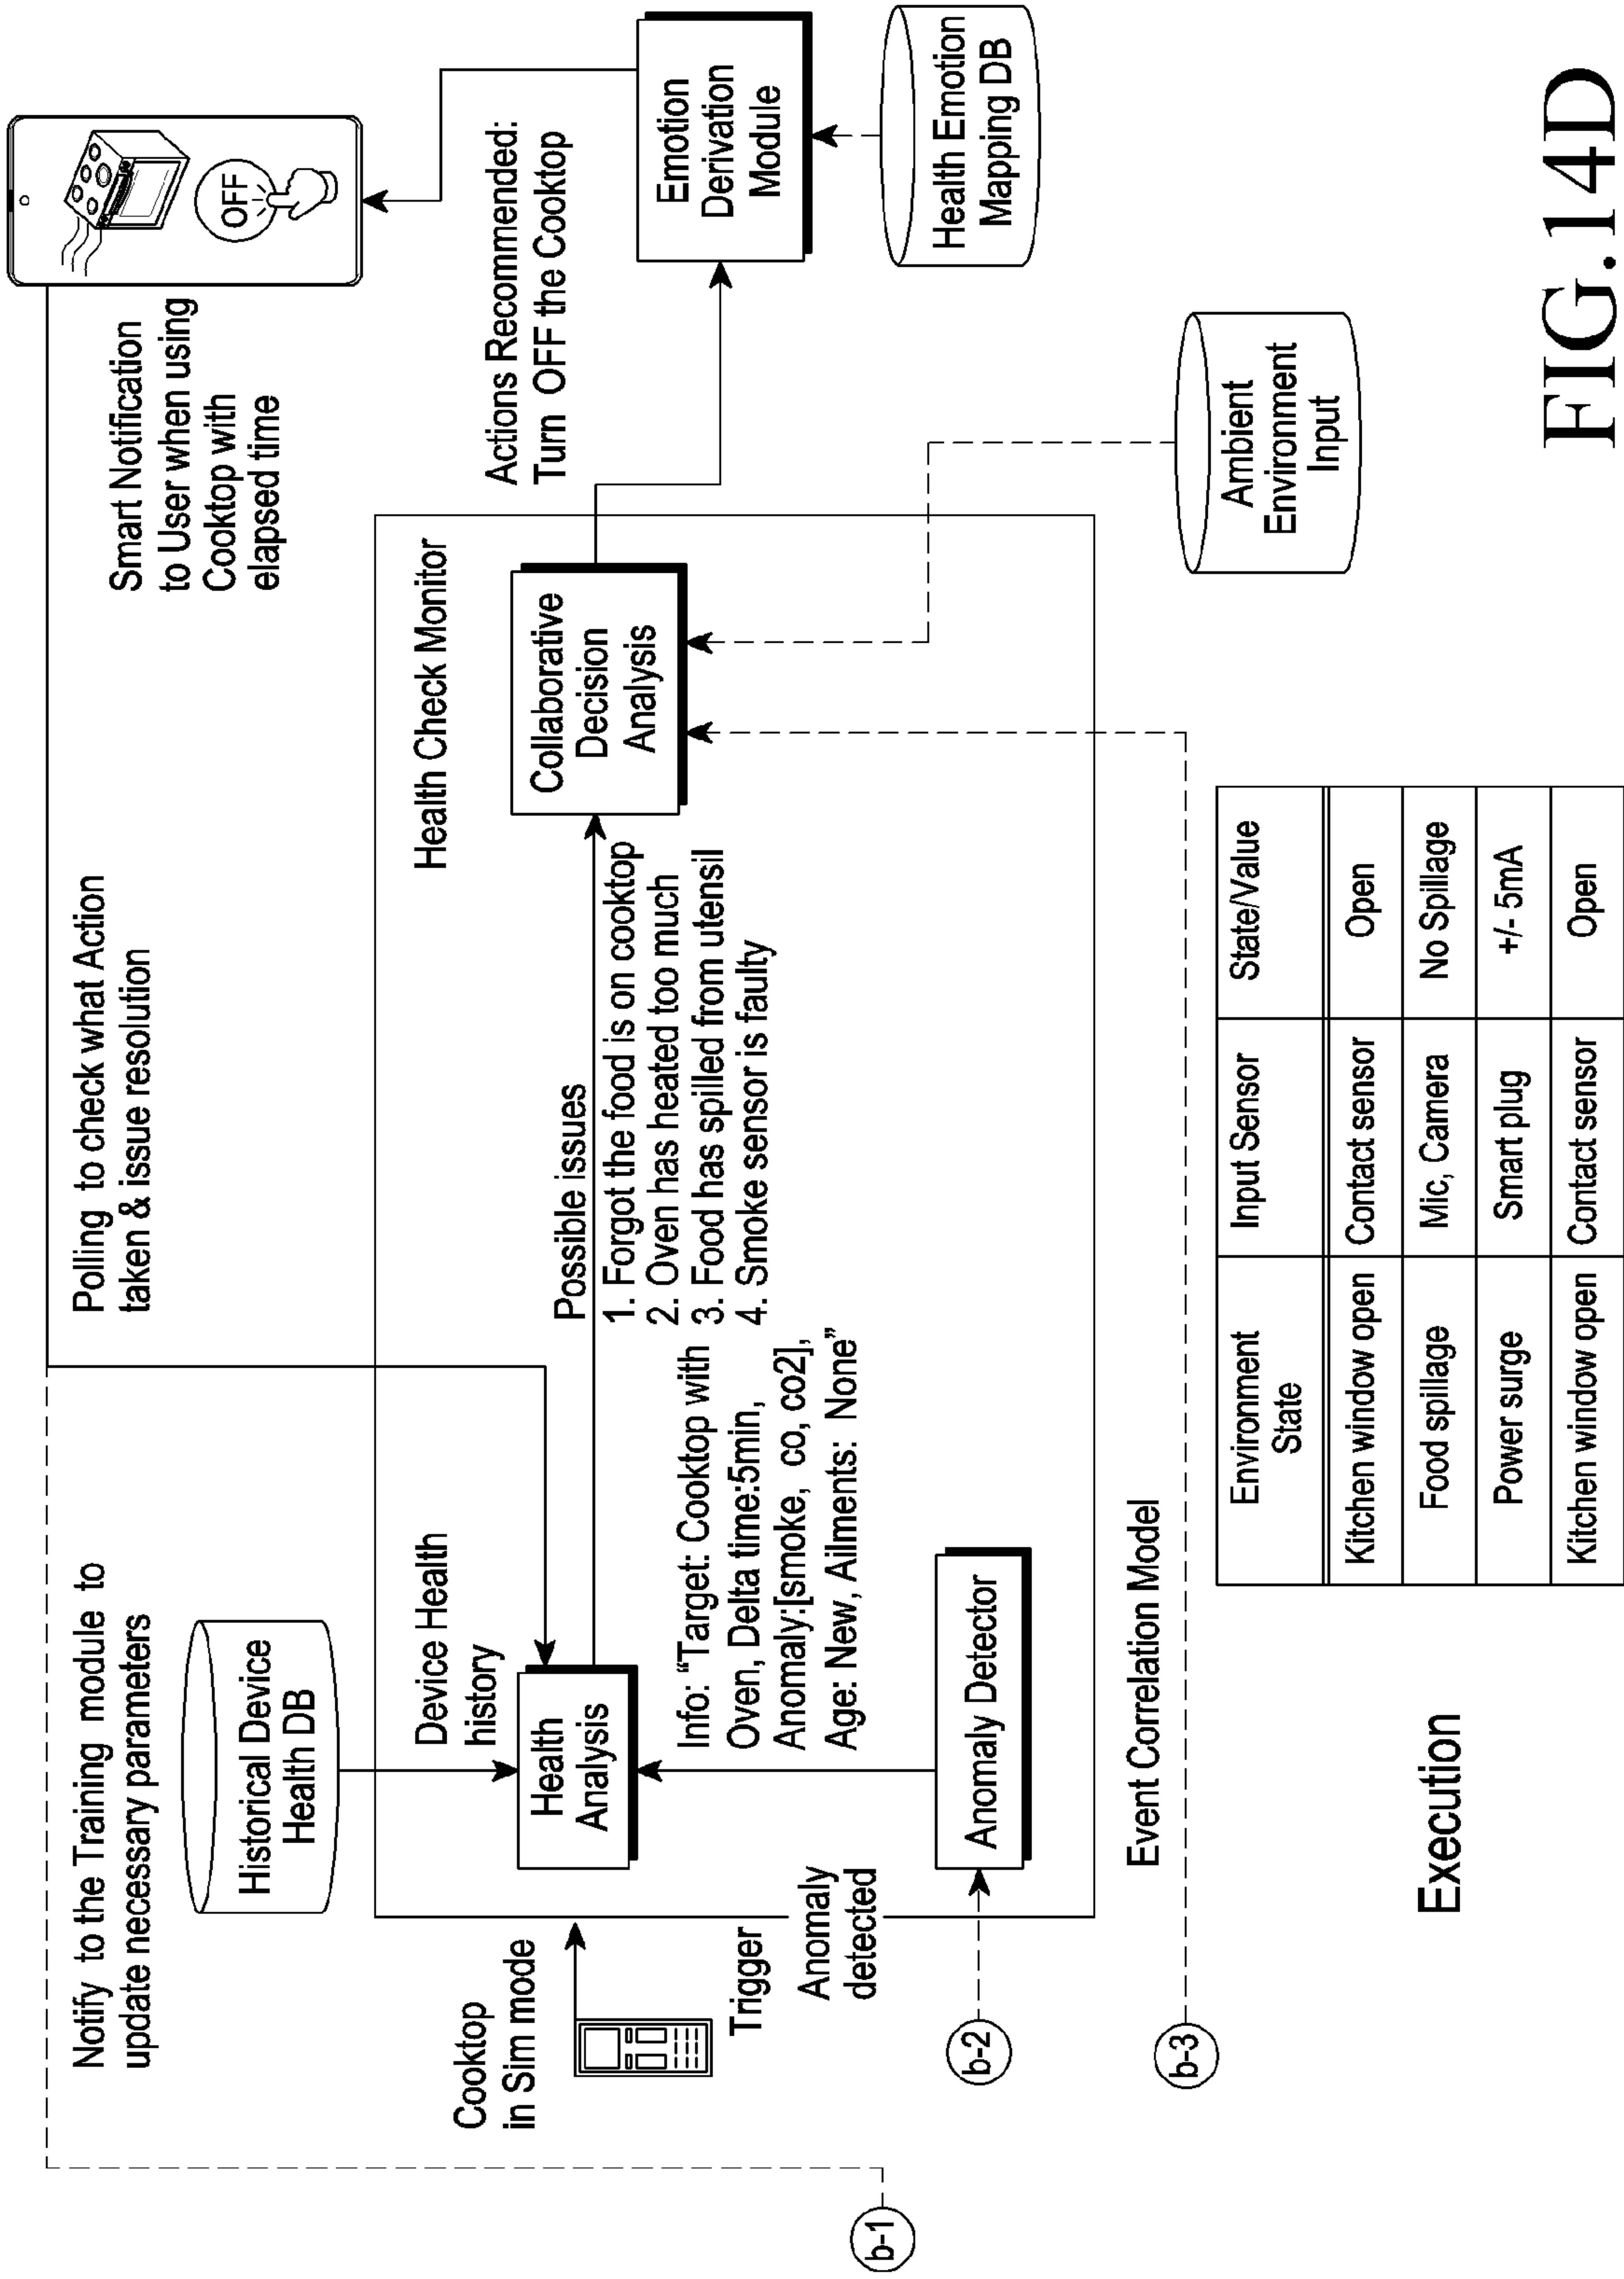 Notify to the Training module to
update necessary parameters
Polling to check what Action
taken & issue resolution
Smart Notification
to User when using
Cooktop with
elapsed time
OFF
Historical Device
Health DB
Device Health
history
Cooktop
in Sim mode
Trigger
Anomaly
detected
Health Check Monitor
Health
Analysis
Possible issues
1. Forgot the food is on cooktop
2. Oven has heated too much
3. Food has spilled from utensil
4. Smoke sensor is faulty
Info: “Target: Cooktop with
Oven, Delta time:5min,
Anomaly:[smoke, co, co2],
Age: New, Ailments: None”
Anomaly Detector
Collaborative
Decision
Analysis
Actions Recommended:
Turn OFF the Cooktop
Emotion
Derivation
Module
Health Emotion
Mapping DB
Ambient
Environment
Input
b-1
b-2
b-3
Event Correlation Model
Environment State Input Sensor State/Value
Kitchen window open Contact sensor Open
Food spillage Mic, Camera No Spillage
Power surge Smart plug +/- 5mA
Kitchen window open Contact sensor Open
Execution
FIG.14D